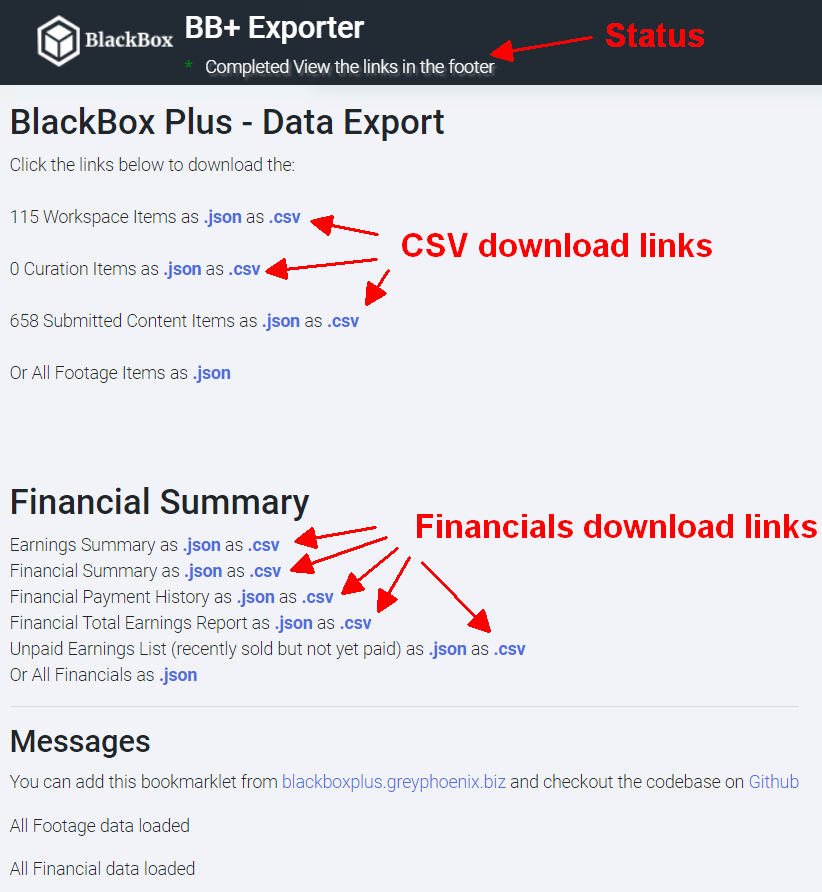 BlackBox
BB+ Exporter
* Completed View the links in the footer
Status
BlackBox Plus - Data Export
Click the links below to download the:
115 Workspace Items as .json as .csv
CSV download links
0 Curation Items as .json as .csv
658 Submitted Content Items as .json as .csv
Or All Footage Items as .json
Financial Summary
Financials download links
Earnings Summary as .json as .csv
Financial Summary as .json as .csv
Financial Payment History as .json as .csv
Financial Total Earnings Report as .json as .csv
Unpaid Earnings List (recently sold but not yet paid) as .json as .csv
Or All Financials as .json
Messages
You can add this bookmarklet from blackboxplus.greyphoenix.biz and checkout the codebase on Github
All Footage data loaded
All Financial data loaded